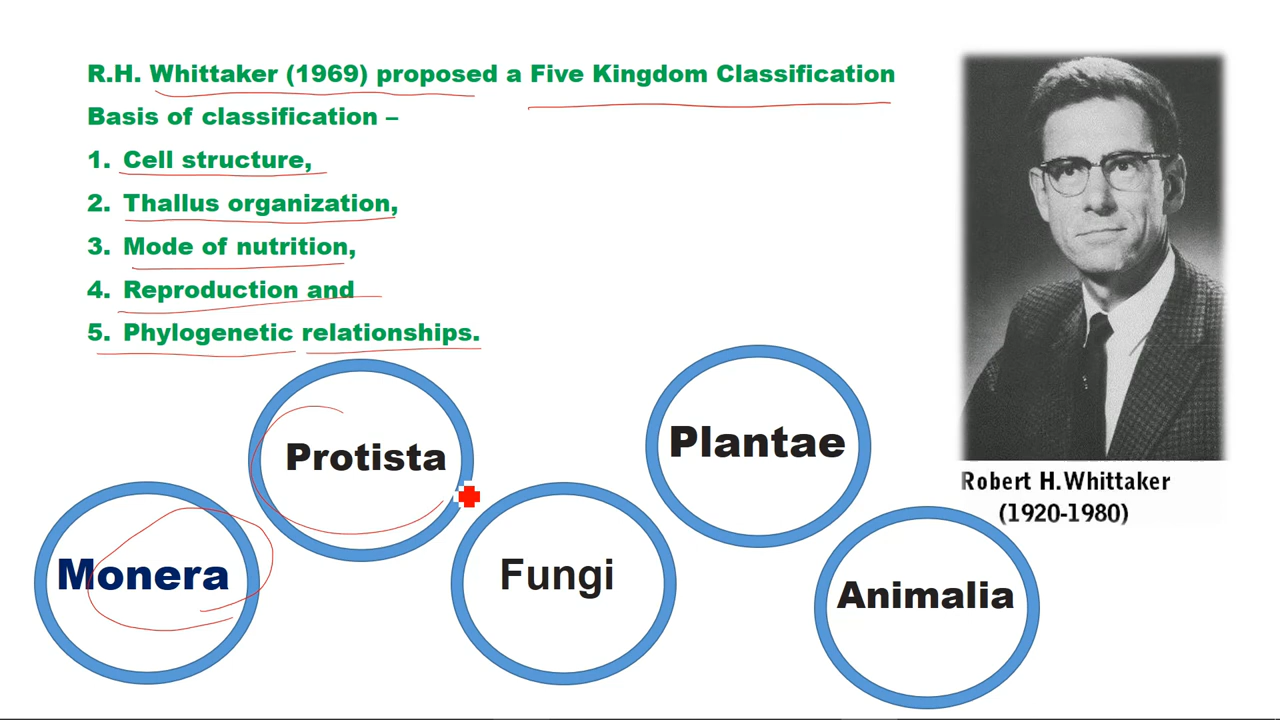 R.H. Whittaker (1969) proposed a Five Kingdom Classification
Basis of classification –
1. Cell structure,
2. Thallus organization,
3. Mode of nutrition,
4. Reproduction and
5. Phylogenetic relationships.
Protista
Plantae
Monera
Fungi
Animalia
Robert H. Whittaker
(1920-1980)